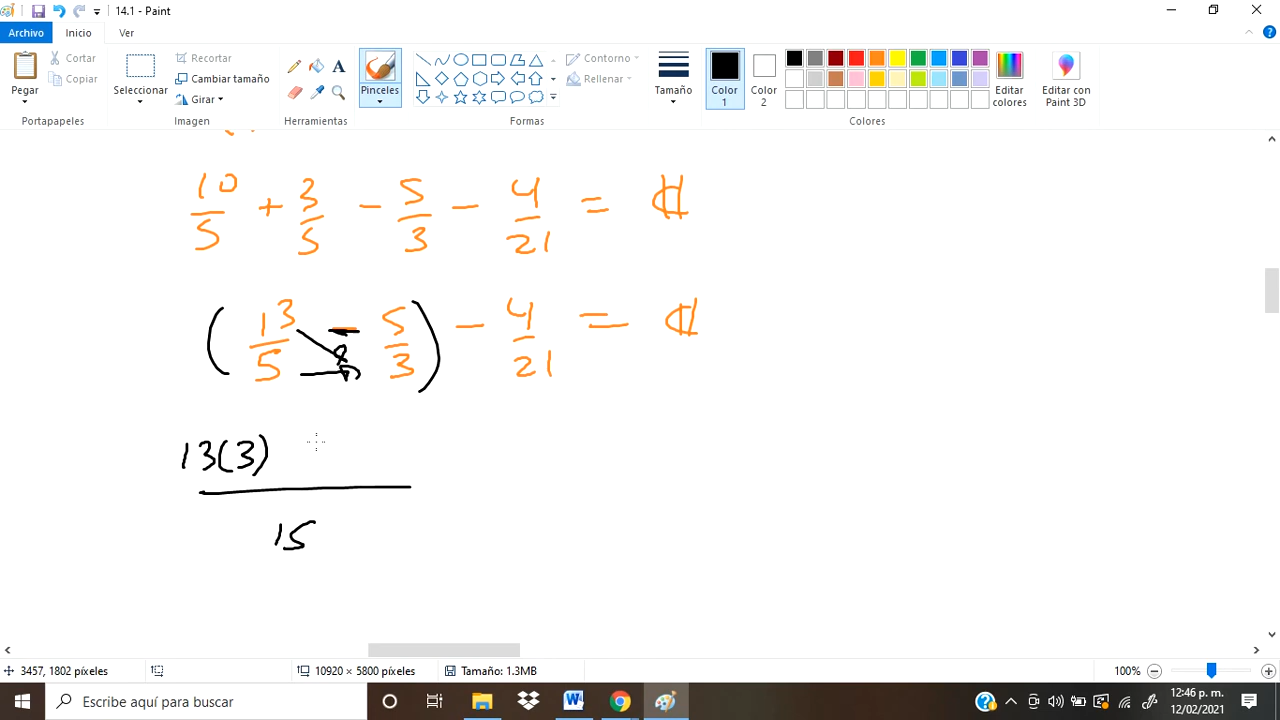 14.1 - Paint
Archivo Inicio Ver
Pegar
Cortar
Copiar
Portapapeles
Seleccionar
Recortar
Cambiar tamaño
Girar
Imagen
A
Herramientas
Pinceles
Contorno
Rellenar
Formas
Tamaño
Color 1
Color 2
Editar colores
Editar con Paint 3D
Colores
10/5 + 3/5 - 5/3 - 4/21 = ₡
(13/5 - 5/3) - 4/21 = ₡
13(3)
15
3457, 1802 píxeles
10920 × 5800 píxeles
Tamaño: 1.3MB
100%
Escribe aquí para buscar
12:46 p. m.
12/02/2021